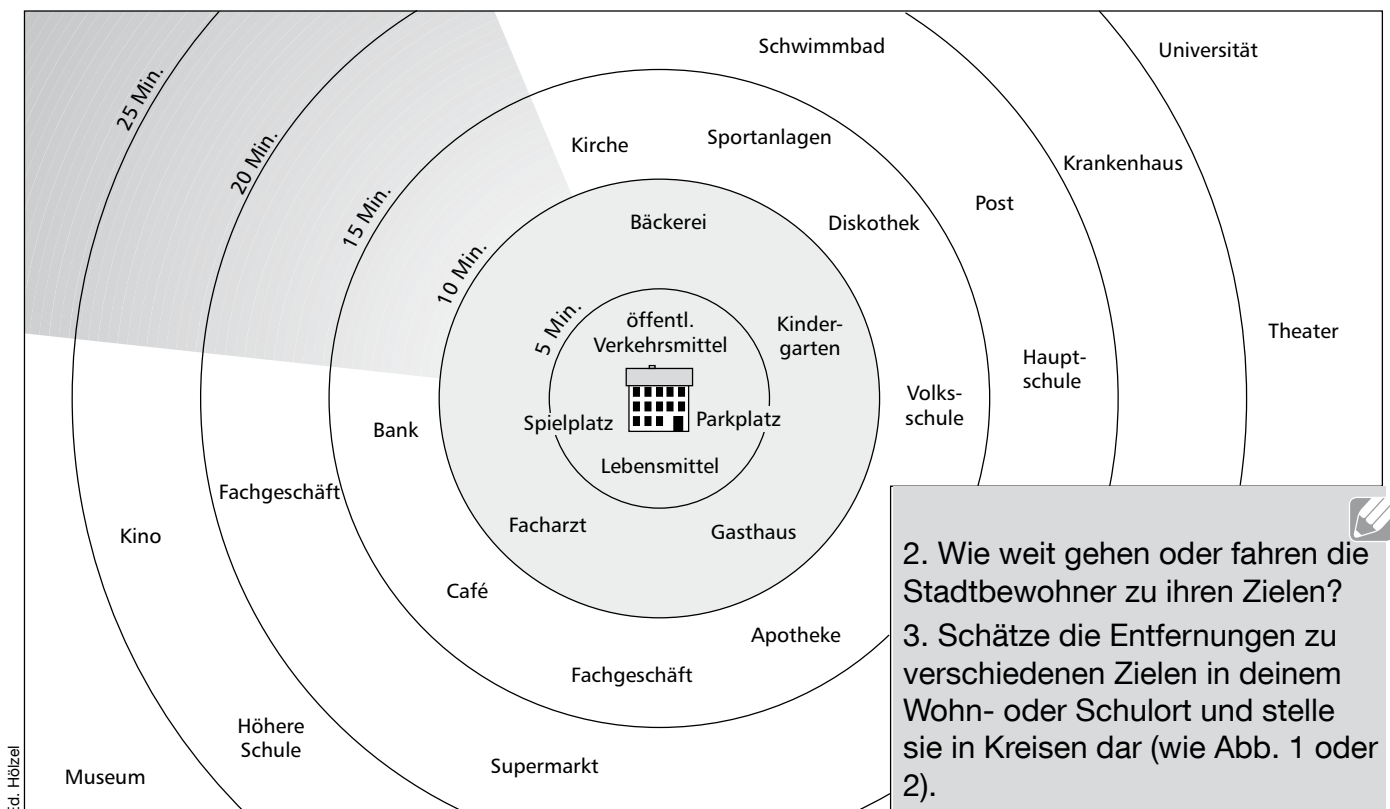 Schwimmbad
Universität
25 Min.
20 Min.
Kirche
Sportanlagen
Krankenhaus
15 Min.
Post
Bäckerei
Diskothek
10 Min.
5 Min.
öffentl.
Verkehrsmittel
Kinder-
garten
Theater
Haupt-
schule
Volks-
schule
Spielplatz
Parkplatz
Bank
Lebensmittel
Fachgeschäft
Facharzt
Gasthaus
Kino
Café
Apotheke
Fachgeschäft
Höhere
Schule
Supermarkt
Museum
Ed. Hölzel
2. Wie weit gehen oder fahren die
Stadtbewohner zu ihren Zielen?
3. Schätze die Entfernungen zu
verschiedenen Zielen in deinem
Wohn- oder Schulort und stelle
sie in Kreisen dar (wie Abb. 1 oder
2).